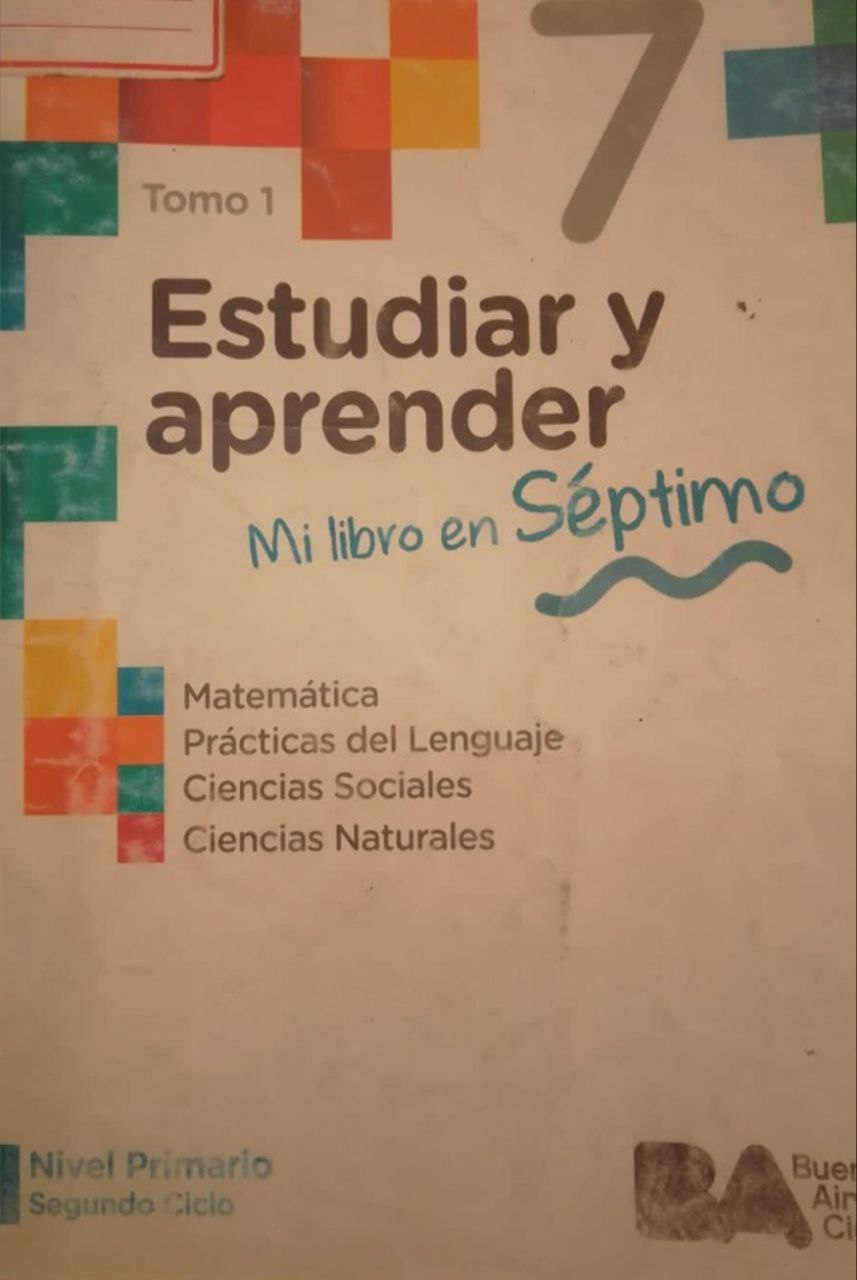 7
Tomo 1
Estudiar y
aprender
Mi libro en Séptimo
Matemática
Prácticas del Lenguaje
Ciencias Sociales
Ciencias Naturales
Nivel Primario
Segundo Ciclo
BA